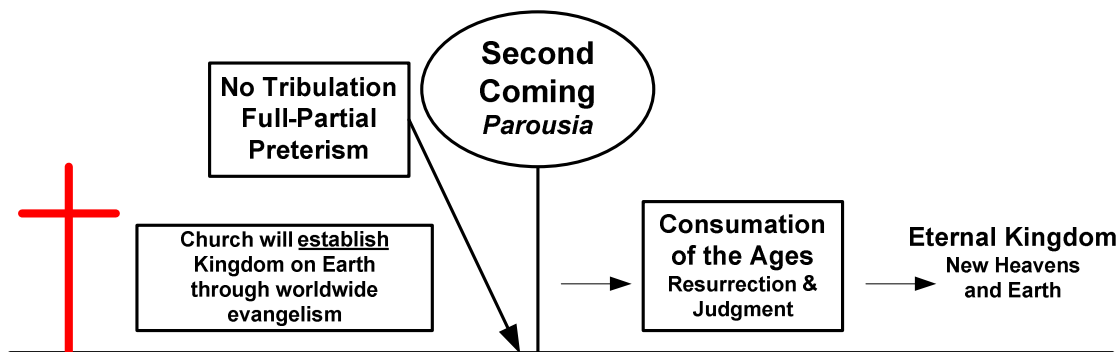 No Tribulation
Full-Partial
Preterism
Second
Coming
Parousia
Church will establish
Kingdom on Earth
through worldwide
evangelism
Consumation
of the Ages
Resurrection &
Judgment
Eternal Kingdom
New Heavens
and Earth